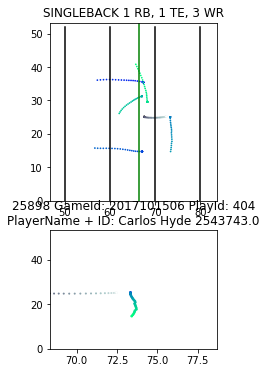 SINGLEBACK 1 RB, 1 TE, 3 WR
50
40
30
20
10
0
50 60 70 80
25898 GameId: 2017101506 PlayId: 404
PlayerName + ID: Carlos Hyde 2543743.0
40
20
0
70.0 72.5 75.0 77.5